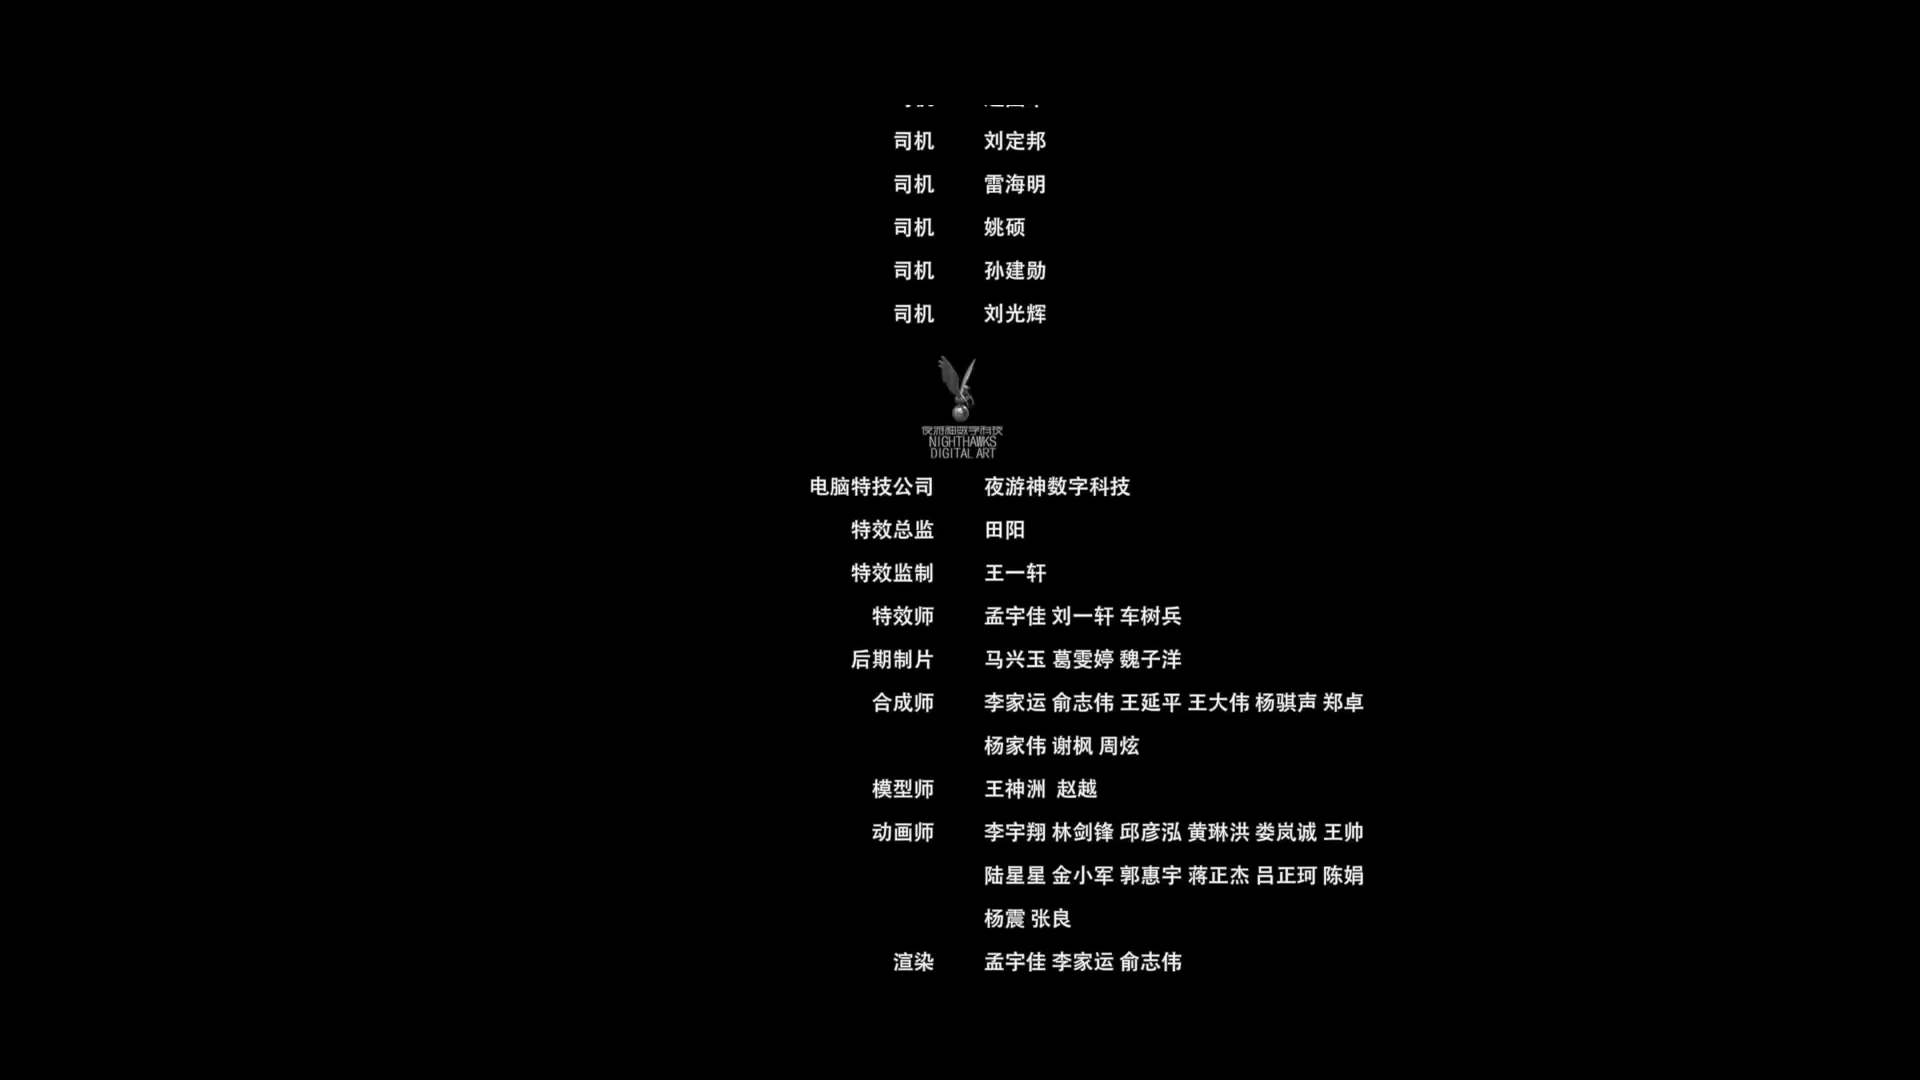 司机 刘定邦
司机 雷海明
司机 姚硕
司机 孙建勋
司机 刘光辉
夜游神数字科技
NIGHTHAWKS
DIGITAL ART
电脑特技公司 夜游神数字科技
特效总监 田阳
特效监制 王一轩
特效师 孟宇佳 刘一轩 车树兵
后期制片 马兴玉 葛雯婷 魏子洋
合成师 李家运 俞志伟 王延平 王大伟 杨骐声 郑卓
杨家伟 谢枫 周炫
模型师 王神洲 赵越
动画师 李宇翔 林剑锋 邱彦泓 黄琳洪 娄岚诚 王帅
陆星星 金小军 郭惠宇 蒋正杰 吕正珂 陈娟
杨震 张良
渲染 孟宇佳 李家运 俞志伟